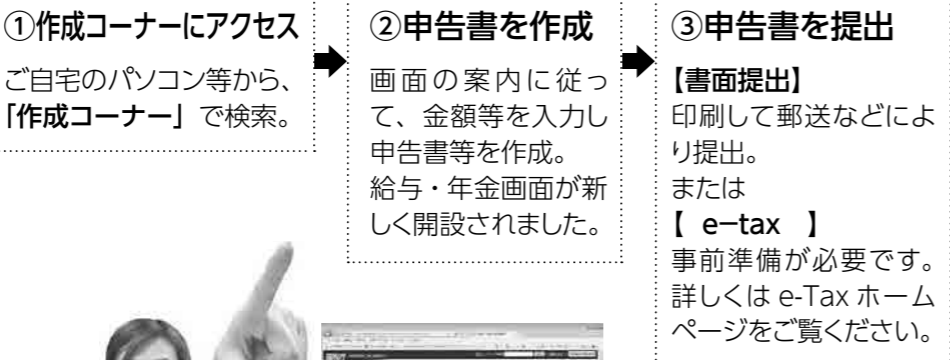 ①作成コーナーにアクセス
ご自宅のパソコン等から、
「作成コーナー」で検索。
②申告書を作成
画面の案内に従っ
て、金額等を入力し
申告書等を作成。
給与・年金画面が新
しく開設されました。
③申告書を提出
【書面提出】
印刷して郵送などによ
り提出。
または
【 e−tax 】
事前準備が必要です。
詳しくは e-Tax ホーム
ページをご覧ください。